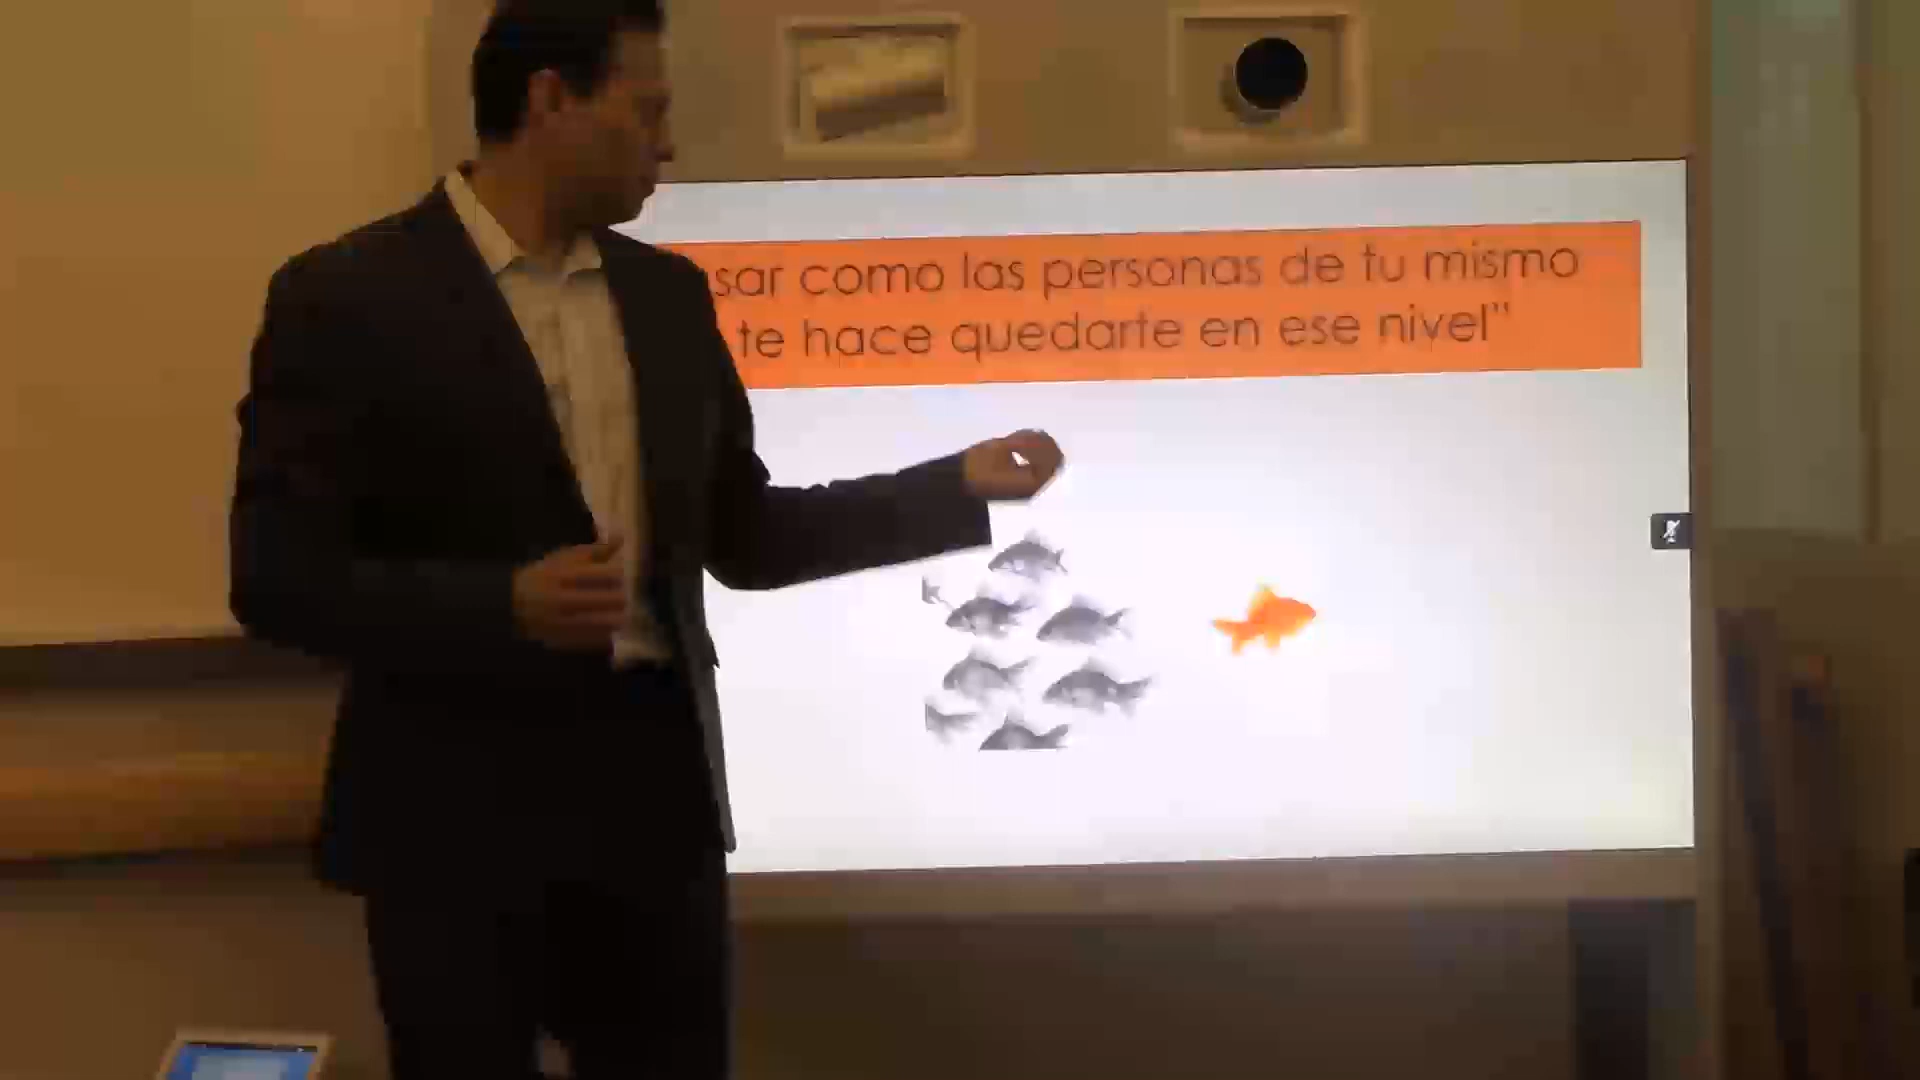 sar como las personas de tu mismo
te hace quedarte en ese nivel"